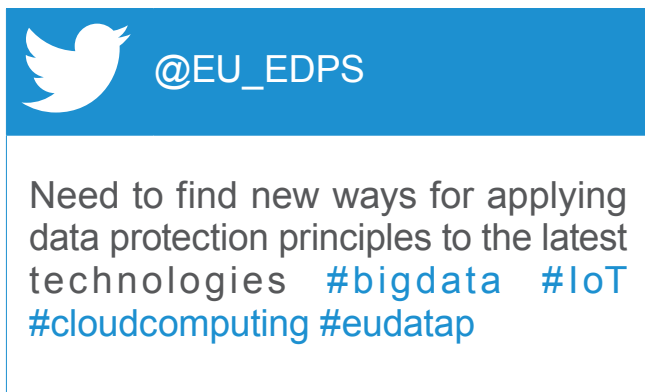 @EU_EDPS
Need to find new ways for applying
data protection principles to the latest
technologies #bigdata #IoT
#cloudcomputing #eudatap